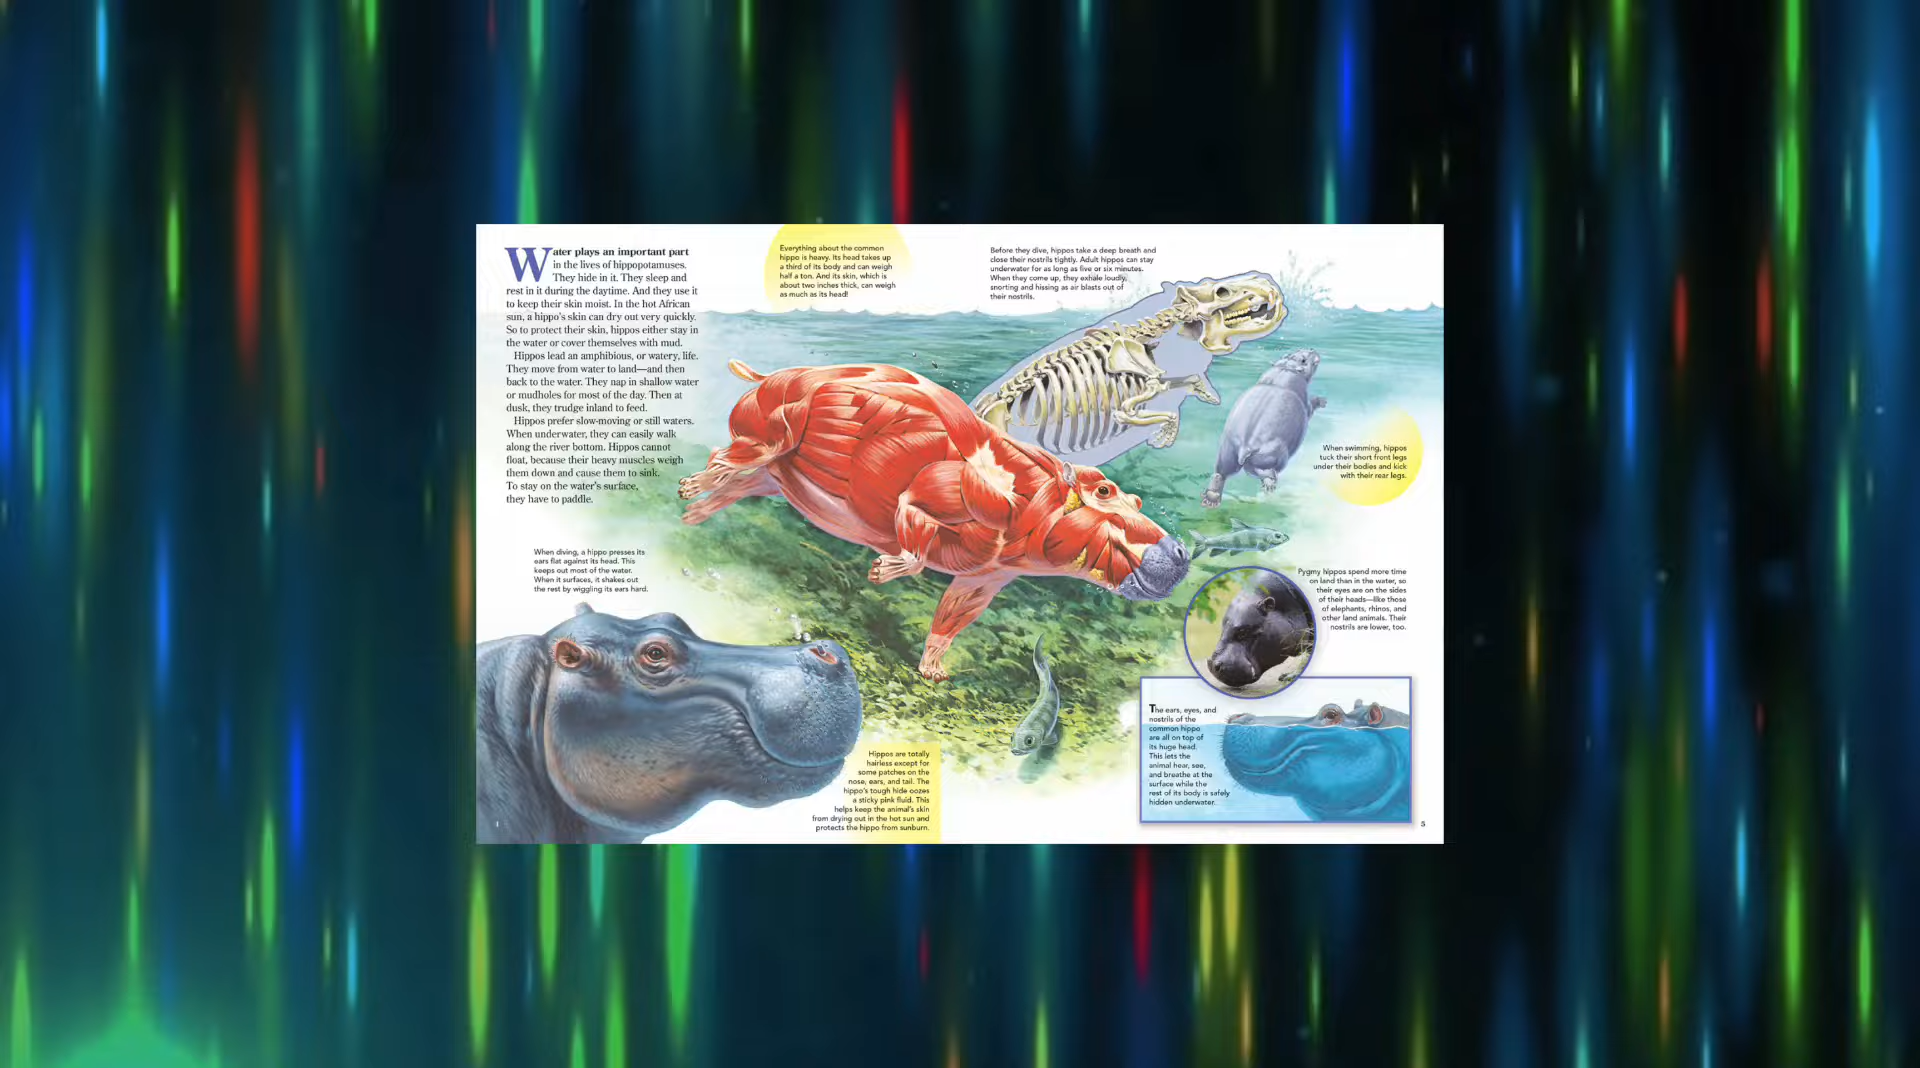 Water plays an important part
in the lives of hippopotamuses.
They hide in it. They sleep and
rest in it during the daytime. And they use it
to keep their skin moist. In the hot African
sun, a hippo's skin can dry out very quickly.
So to protect their skin, hippos either stay in
the water or cover themselves with mud.
Hippos lead an amphibious, or watery, life.
They move from water to land—and then
back to the water. They nap in shallow water
or mudholes for most of the day. Then at
dusk, they trudge inland to feed.
Hippos prefer slow-moving or still waters.
When underwater, they can easily walk
along the river bottom. Hippos cannot
float, because their heavy muscles weigh
them down and cause them to sink.
To stay on the water's surface,
they have to paddle.
Everything about the common
hippo is heavy. Its head takes up
a third of its body and can weigh
half a ton. And its skin, which is
about two inches thick, can weigh
as much as its head!
Before they dive, hippos take a deep breath and
close their nostrils tightly. Adult hippos can stay
underwater for as long as five or six minutes.
When they come up, they exhale loudly,
snorting and hissing as air blasts out of
their nostrils.
When swimming, hippos
tuck their short front legs
under their bodies and kick
with their rear legs.
When diving, a hippo presses its
ears flat against its head. This
keeps out most of the water.
When it surfaces, it shakes out
the rest by wiggling its ears hard.
Pygmy hippos spend more time
on land than in the water, so
their eyes are on the sides
of their heads—like those
of elephants, rhinos, and
other land animals. Their
nostrils are lower, too.
The ears, eyes, and
nostrils of the
common hippo
are all on top of
its huge head.
This lets the
animal hear, see,
and breathe at the
surface while the
rest of its body is safely
hidden underwater.
Hippos are totally
hairless except for
some patches on the
nose, ears, and tail. The
hippo's tough hide oozes
a sticky pink fluid. This
helps keep the animal's skin
from drying out in the hot sun and
protects the hippo from sunburn.
5